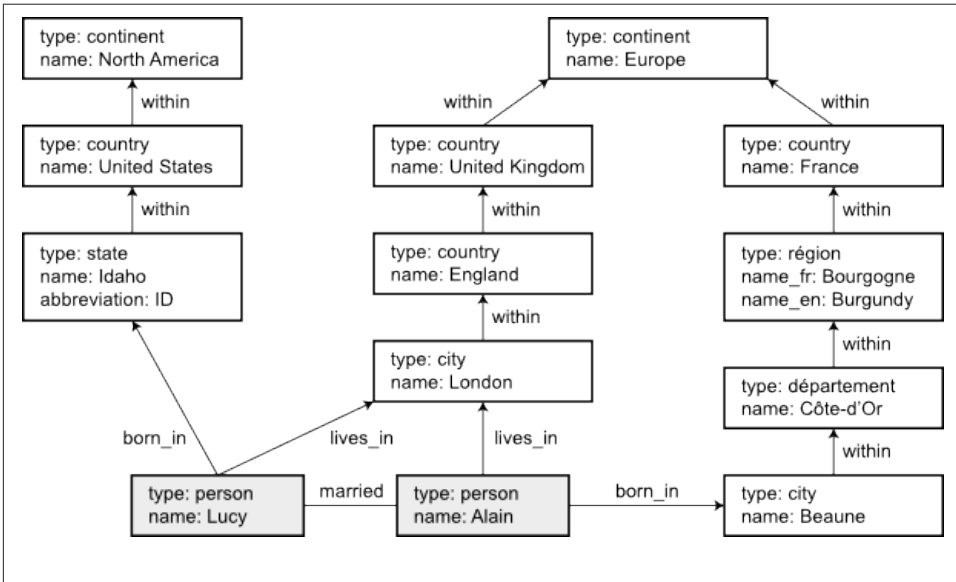 type: continent
name: North America
type: continent
name: Europe
within
within
within
type: country
name: United States
type: country
name: United Kingdom
type: country
name: France
within
within
within
type: state
name: Idaho
abbreviation: ID
type: country
name: England
type: région
name_fr: Bourgogne
name_en: Burgundy
within
within
type: city
name: London
type: département
name: Côte-d'Or
born_in
lives_in
lives_in
within
type: person
name: Lucy
married
type: person
name: Alain
born_in
type: city
name: Beaune